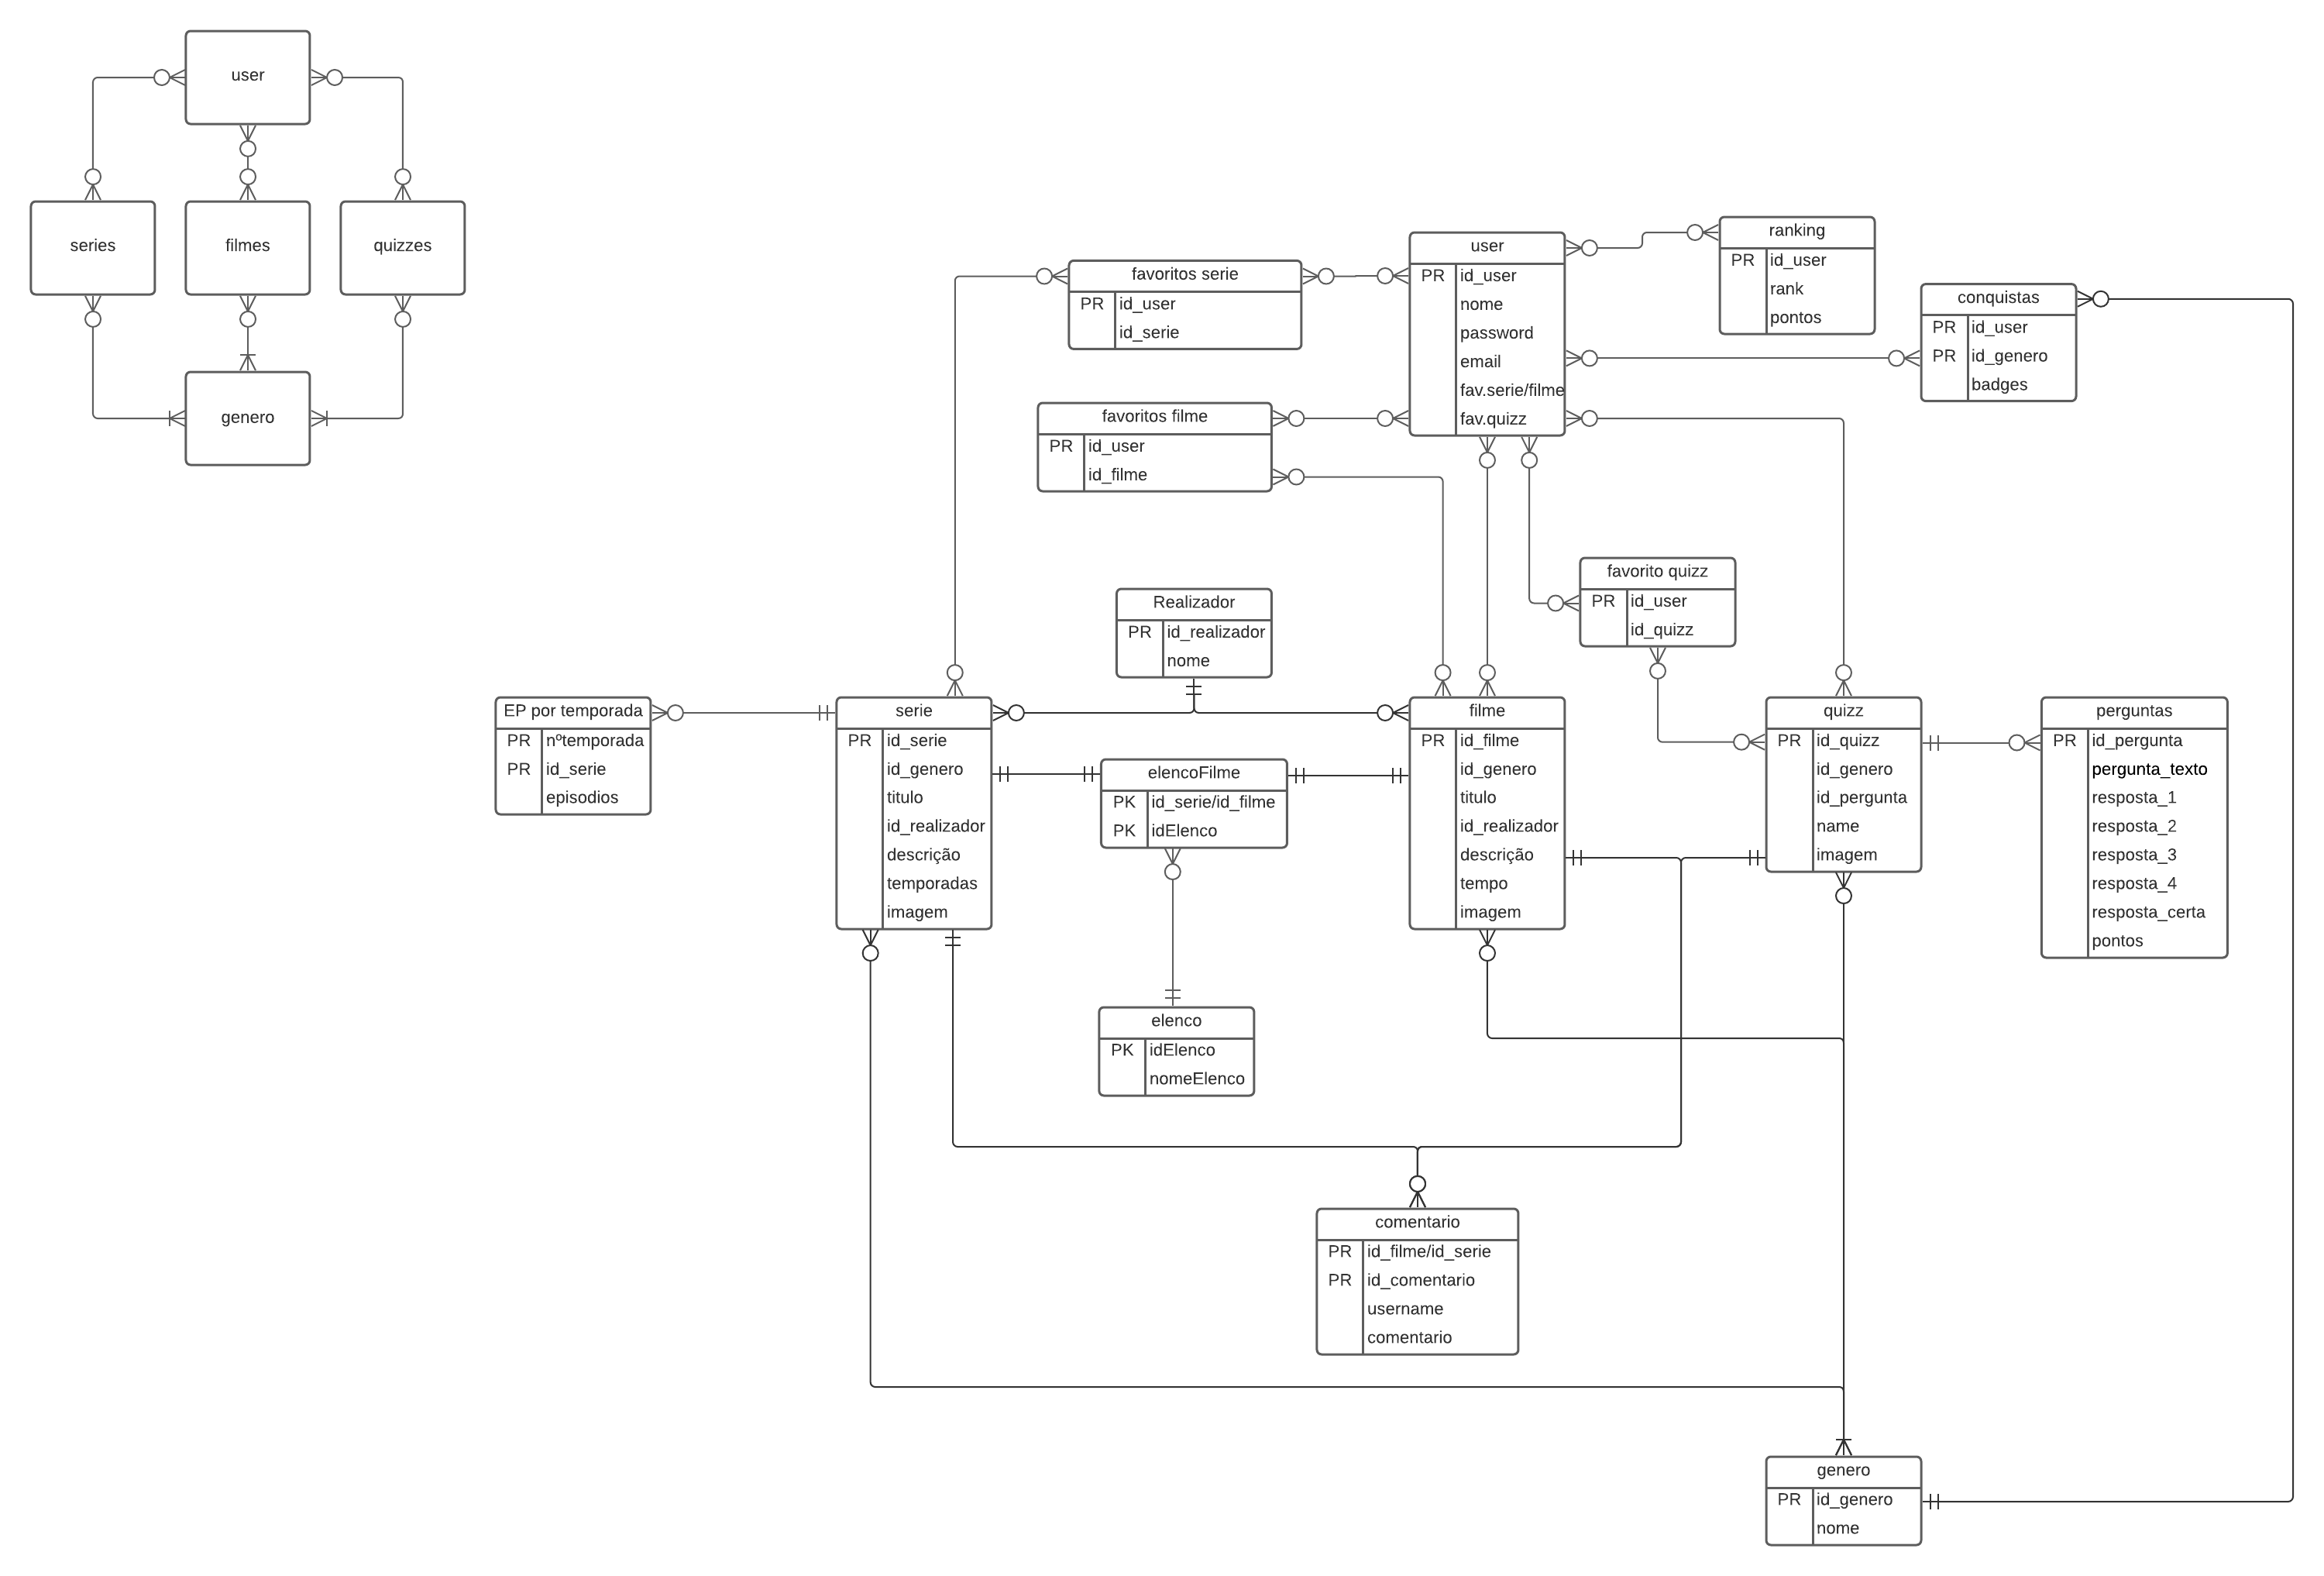 user
series
filmes
quizzes
genero
user
PR id_user
nome
password
email
fav.serie/filme
fav.quizz
ranking
PR id_user
rank
pontos
favoritos serie
PR id_user
id_serie
conquistas
PR id_user
PR id_genero
badges
favoritos filme
PR id_user
id_filme
favorito quizz
PR id_user
id_quizz
Realizador
PR id_realizador
nome
EP por temporada
PR nºtemporada
PR id_serie
episodios
serie
PR id_serie
id_genero
titulo
id_realizador
descrição
temporadas
imagem
elencoFilme
PK id_serie/id_filme
PK idElenco
filme
PR id_filme
id_genero
titulo
id_realizador
descrição
tempo
imagem
quizz
PR id_quizz
id_genero
id_pergunta
name
imagem
perguntas
PR id_pergunta
pergunta_texto
resposta_1
resposta_2
resposta_3
resposta_4
resposta_certa
pontos
elenco
PK idElenco
nomeElenco
comentario
PR id_filme/id_serie
PR id_comentario
username
comentario
genero
PR id_genero
nome